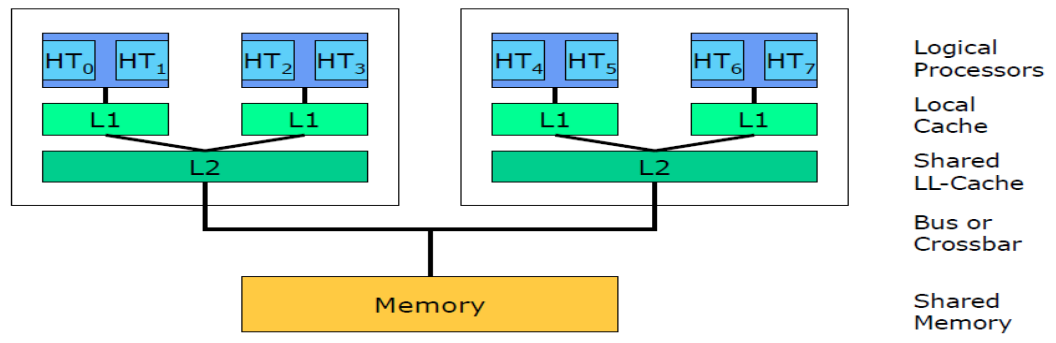 HT0 HT1 HT2 HT3 HT4 HT5 HT6 HT7
Logical
Processors
L1 L1 L1 L1
Local
Cache
L2 L2
Shared
LL-Cache
Bus or
Crossbar
Memory
Shared
Memory